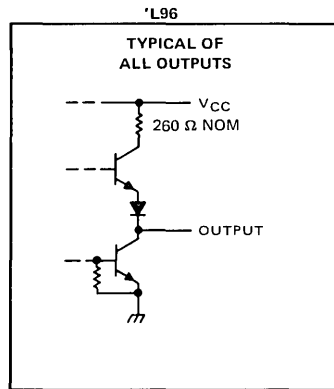 'L96
TYPICAL OF
ALL OUTPUTS
VCC
260 Ω NOM
OUTPUT